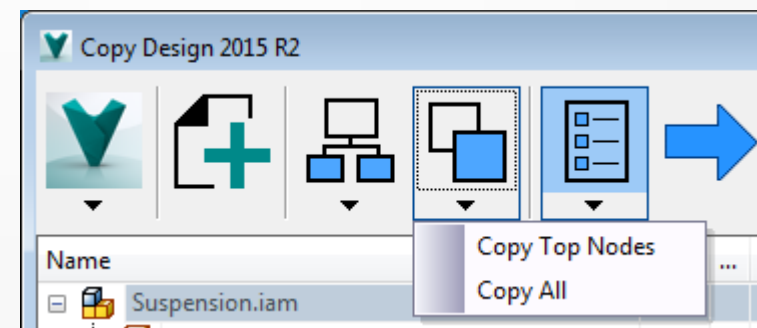 Copy Design 2015 R2
Copy Top Nodes
Copy All
Name
...
Suspension.iam